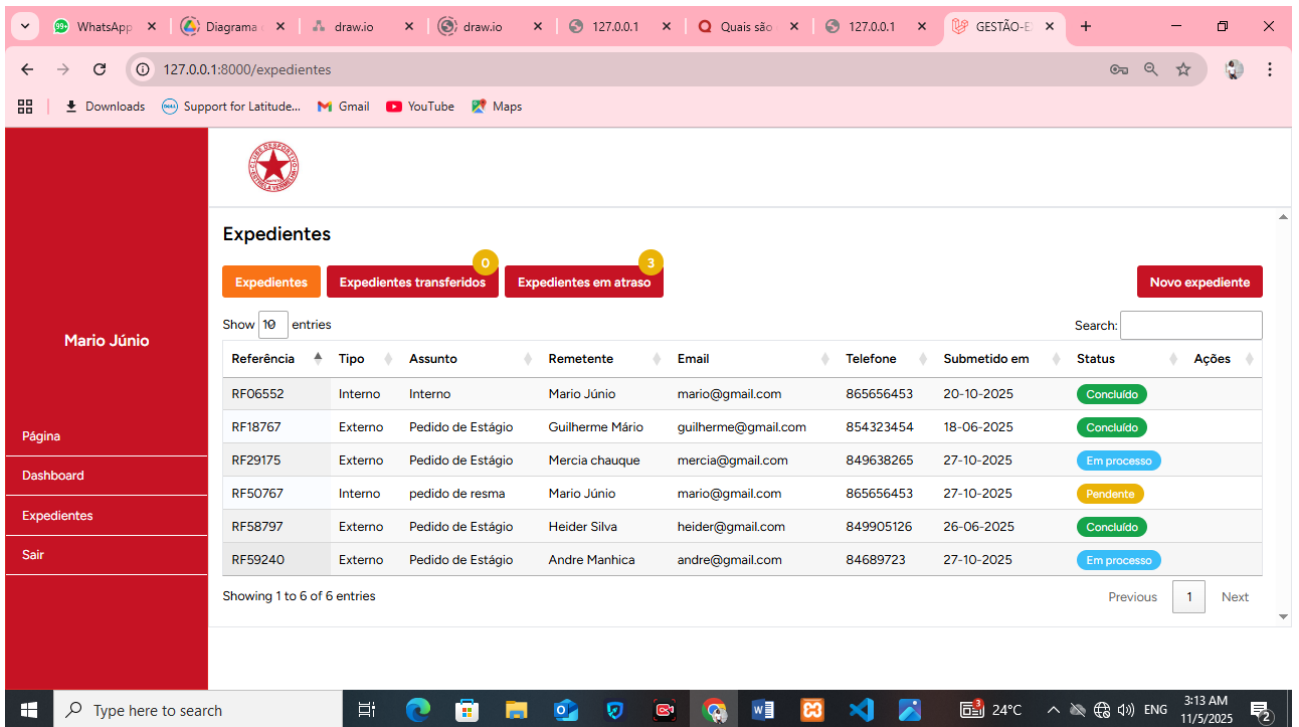 99+ WhatsApp
Diagrama
draw.io
draw.io
127.0.0.1
Quais são
127.0.0.1
GESTÃO-E
127.0.0.1:8000/expedientes
Downloads
Support for Latitude...
Gmail
YouTube
Maps
CLUBE DESPORTIVO
ESTRELA VERMELHA
Mario Júnio
Página
Dashboard
Expedientes
Sair
Expedientes
Expedientes
Expedientes transferidos 0
Expedientes em atraso 3
Novo expediente
Show 10 entries
Search:
Referência Tipo Assunto Remetente Email Telefone Submetido em Status Ações
RF06552 Interno Interno Mario Júnio mario@gmail.com 865656453 20-10-2025 Concluído
RF18767 Externo Pedido de Estágio Guilherme Mário guilherme@gmail.com 854323454 18-06-2025 Concluído
RF29175 Externo Pedido de Estágio Mercia chauque mercia@gmail.com 849638265 27-10-2025 Em processo
RF50767 Interno pedido de resma Mario Júnio mario@gmail.com 865656453 27-10-2025 Pendente
RF58797 Externo Pedido de Estágio Heider Silva heider@gmail.com 849905126 26-06-2025 Concluído
RF59240 Externo Pedido de Estágio Andre Manhica andre@gmail.com 84689723 27-10-2025 Em processo
Showing 1 to 6 of 6 entries
Previous 1 Next
Type here to search
3
24°C
ENG
3:13 AM
11/5/2025
2